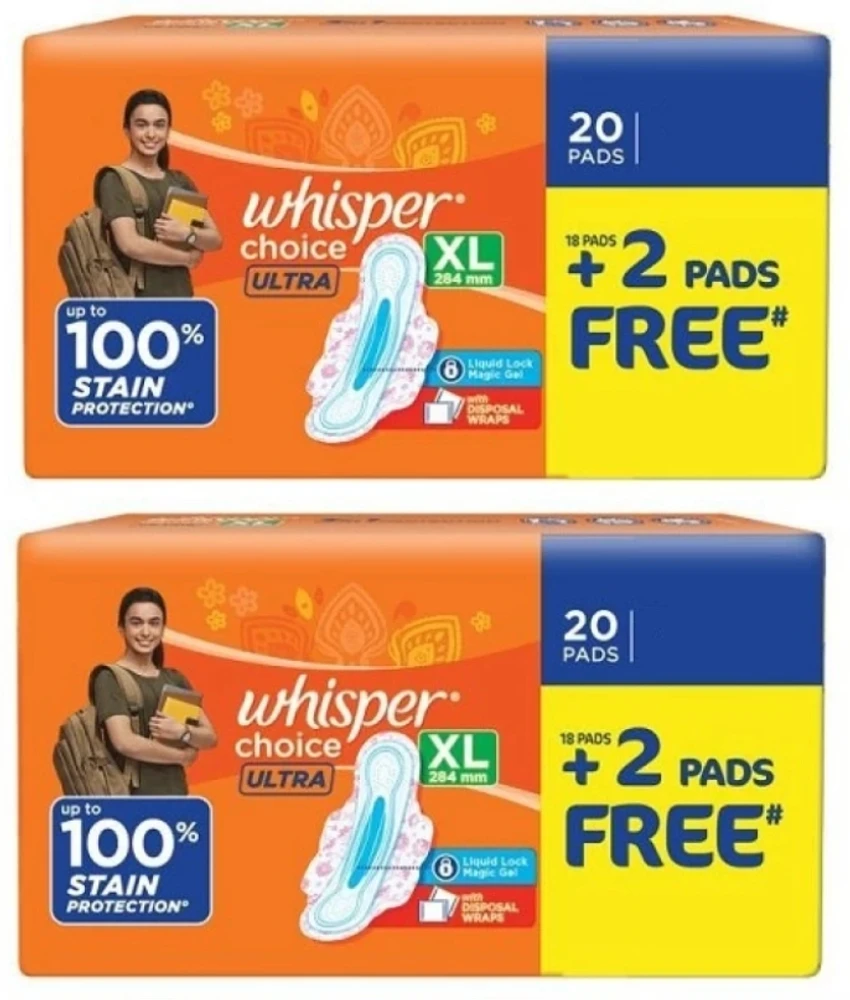 20
PADS
whisper
choice
ULTRA
XL
284 mm
18 PADS
+ 2 PADS
FREE#
up to
100%
STAIN
PROTECTION°
Liquid Lock
Magic Gel
with
DISPOSAL
WRAPS
20
PADS
whisper
choice
ULTRA
XL
284 mm
18 PADS
+ 2 PADS
FREE#
up to
100%
STAIN
PROTECTION°
Liquid Lock
Magic Gel
with
DISPOSAL
WRAPS